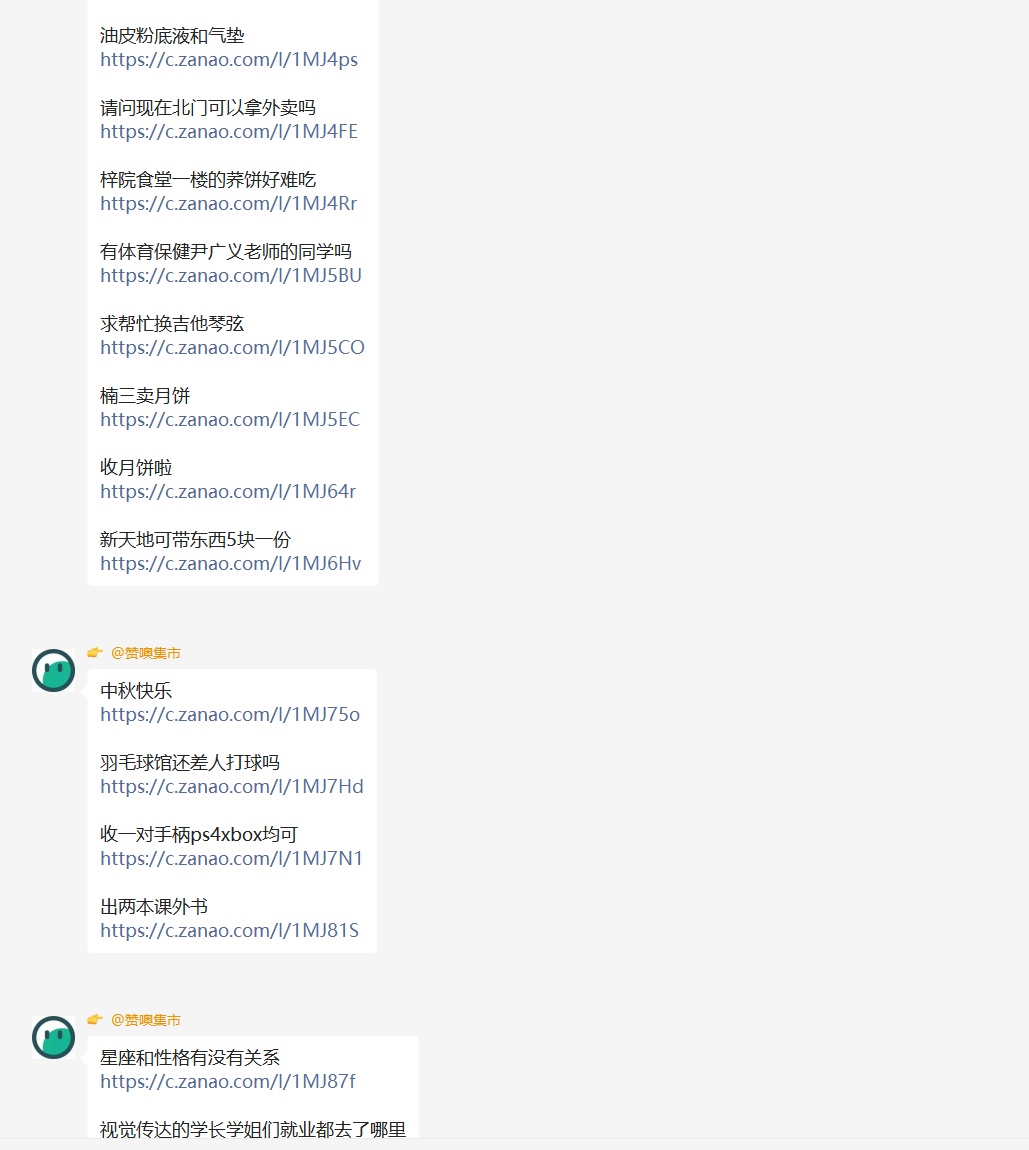 油皮粉底液和气垫
https://c.zanao.com/l/1MJ4ps
请问现在北门可以拿外卖吗
https://c.zanao.com/l/1MJ4FE
梓院食堂一楼的荞饼好难吃
https://c.zanao.com/l/1MJ4Rr
有体育保健尹广义老师的同学吗
https://c.zanao.com/l/1MJ5BU
求帮忙换吉他琴弦
https://c.zanao.com/l/1MJ5CO
楠三卖月饼
https://c.zanao.com/l/1MJ5EC
收月饼啦
https://c.zanao.com/l/1MJ64r
新天地可带东西5块一份
https://c.zanao.com/l/1MJ6Hv
👉 @赞噢集市
中秋快乐
https://c.zanao.com/l/1MJ75o
羽毛球馆还差人打球吗
https://c.zanao.com/l/1MJ7Hd
收一对手柄ps4xbox均可
https://c.zanao.com/l/1MJ7N1
出两本课外书
https://c.zanao.com/l/1MJ81S
👉 @赞噢集市
星座和性格有没有关系
https://c.zanao.com/l/1MJ87f
视觉传达的学长学姐们就业都去了哪里